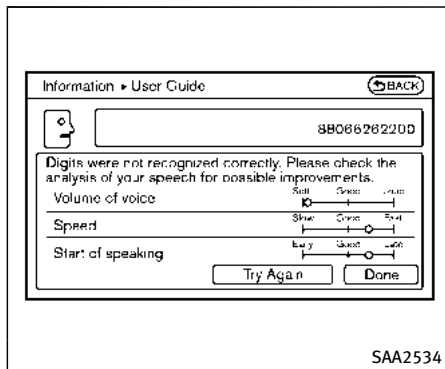 Information ▸ User Guide
BACK
88066262200
Digits were not recognized correctly. Please check the
analysis of your speech for possible improvements.
Volume of voice
Soft Good Loud
Speed
Slow Good Fast
Start of speaking
Early Good Late
Try Again
Done
SAA2534